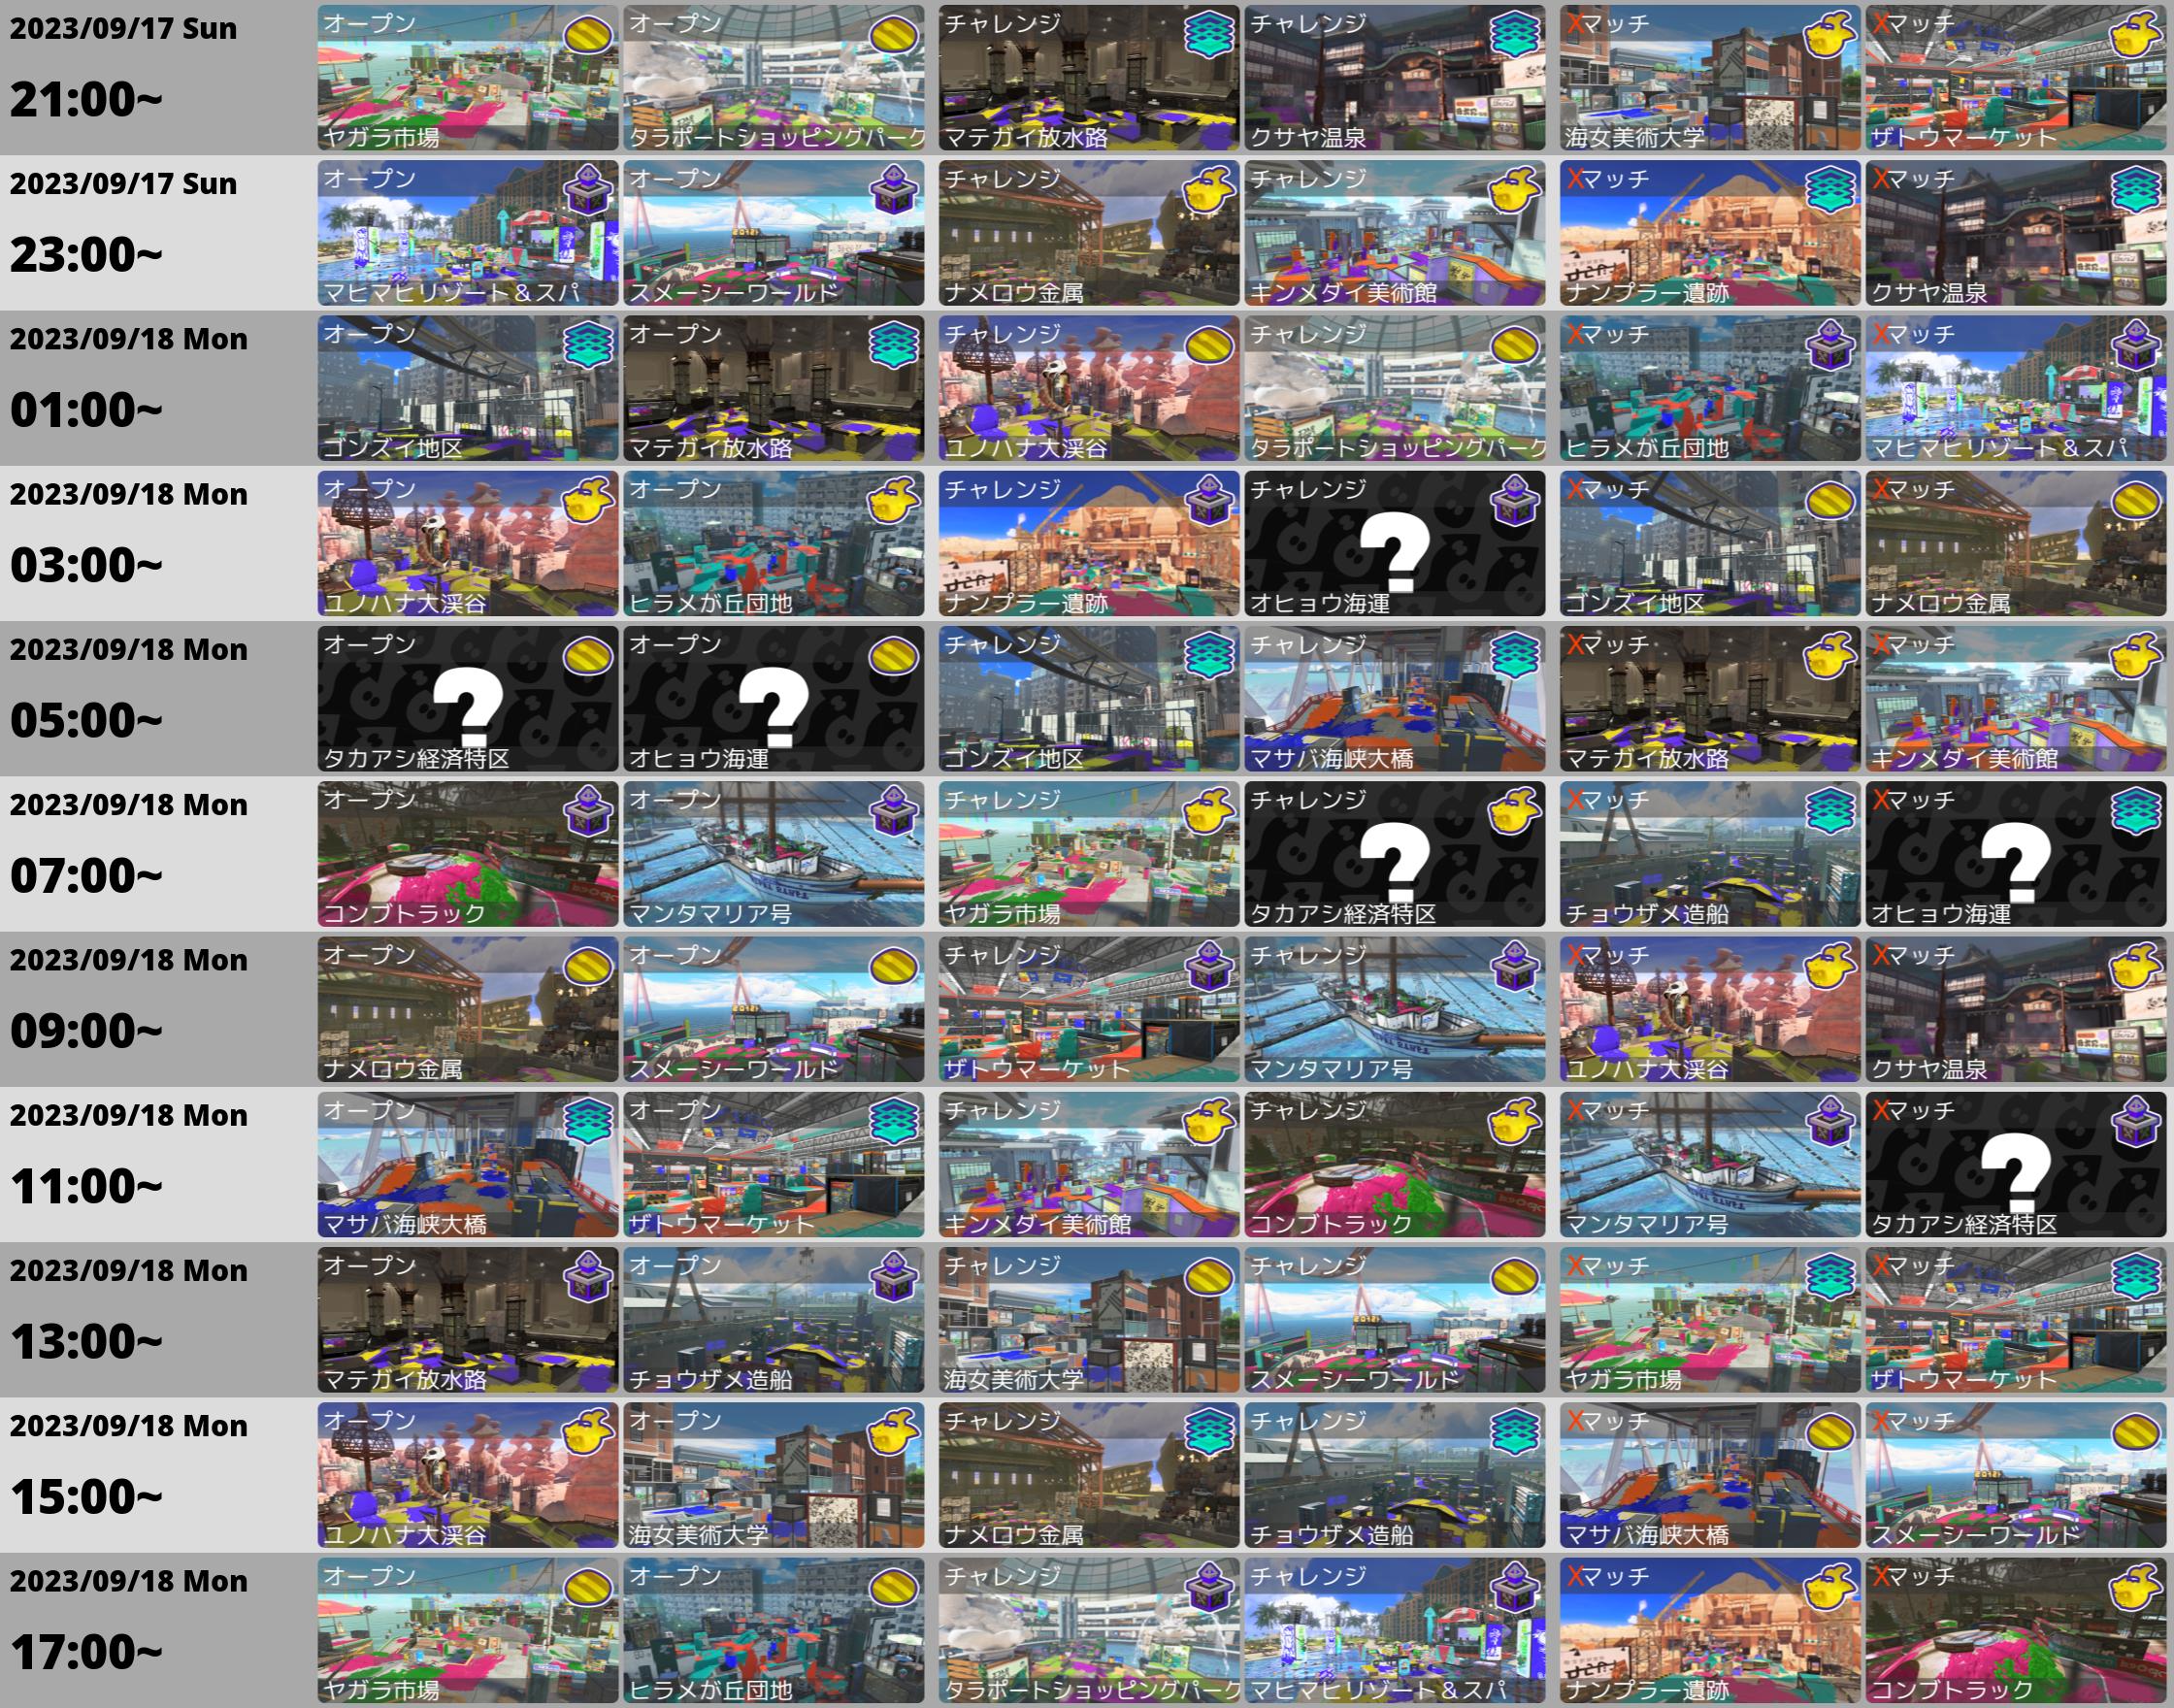 2023/09/17 Sun
21:00~
オープン
ヤガラ市場
オープン
タラポートショッピングパーク
チャレンジ
マテガイ放水路
チャレンジ
クサヤ温泉
Xマッチ
海女美術大学
Xマッチ
ザトウマーケット
2023/09/17 Sun
23:00~
オープン
マヒマヒリゾート&スパ
オープン
スメーシーワールド
チャレンジ
ナメロウ金属
チャレンジ
キンメダイ美術館
Xマッチ
ナンプラー遺跡
Xマッチ
クサヤ温泉
2023/09/18 Mon
01:00~
オープン
ゴンズイ地区
オープン
マテガイ放水路
チャレンジ
ユノハナ大渓谷
チャレンジ
タラポートショッピングパーク
Xマッチ
ヒラメが丘団地
Xマッチ
マヒマヒリゾート&スパ
2023/09/18 Mon
03:00~
オープン
ユノハナ大渓谷
オープン
ヒラメが丘団地
チャレンジ
ナンプラー遺跡
チャレンジ
?
オヒョウ海運
Xマッチ
ゴンズイ地区
Xマッチ
ナメロウ金属
2023/09/18 Mon
05:00~
オープン
?
タカアシ経済特区
オープン
?
オヒョウ海運
チャレンジ
ゴンズイ地区
チャレンジ
マサバ海峡大橋
Xマッチ
マテガイ放水路
Xマッチ
キンメダイ美術館
2023/09/18 Mon
07:00~
オープン
コンブトラック
オープン
マンタマリア号
チャレンジ
ヤガラ市場
チャレンジ
?
タカアシ経済特区
Xマッチ
チョウザメ造船
Xマッチ
?
オヒョウ海運
2023/09/18 Mon
09:00~
オープン
ナメロウ金属
オープン
スメーシーワールド
チャレンジ
ザトウマーケット
チャレンジ
マンタマリア号
Xマッチ
ユノハナ大渓谷
Xマッチ
クサヤ温泉
2023/09/18 Mon
11:00~
オープン
マサバ海峡大橋
オープン
ザトウマーケット
チャレンジ
キンメダイ美術館
チャレンジ
コンブトラック
Xマッチ
マンタマリア号
Xマッチ
?
タカアシ経済特区
2023/09/18 Mon
13:00~
オープン
マテガイ放水路
オープン
チョウザメ造船
チャレンジ
海女美術大学
チャレンジ
スメーシーワールド
Xマッチ
ヤガラ市場
Xマッチ
ザトウマーケット
2023/09/18 Mon
15:00~
オープン
ユノハナ大渓谷
オープン
海女美術大学
チャレンジ
ナメロウ金属
チャレンジ
チョウザメ造船
Xマッチ
マサバ海峡大橋
Xマッチ
スメーシーワールド
2023/09/18 Mon
17:00~
オープン
ヤガラ市場
オープン
ヒラメが丘団地
チャレンジ
タラポートショッピングパーク
チャレンジ
マヒマヒリゾート&スパ
Xマッチ
ナンプラー遺跡
Xマッチ
コンブトラック